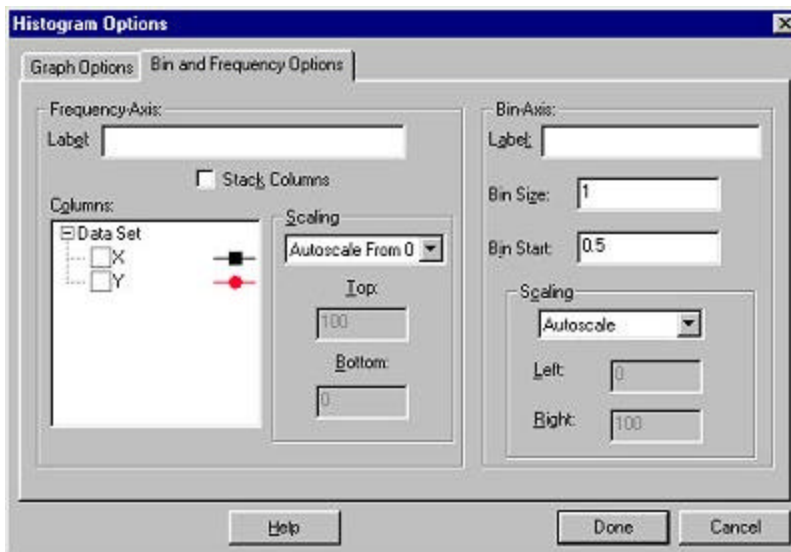 Histogram Options
Graph Options
Bin and Frequency Options
Frequency-Axis:
Label:
Stack Columns
Columns:
Data Set
X
Y
Scaling
Autoscale From 0
Top:
100
Bottom:
0
Bin-Axis:
Label:
Bin Size:
1
Bin Start:
0.5
Scaling
Autoscale
Left:
0
Right:
100
Help
Done
Cancel